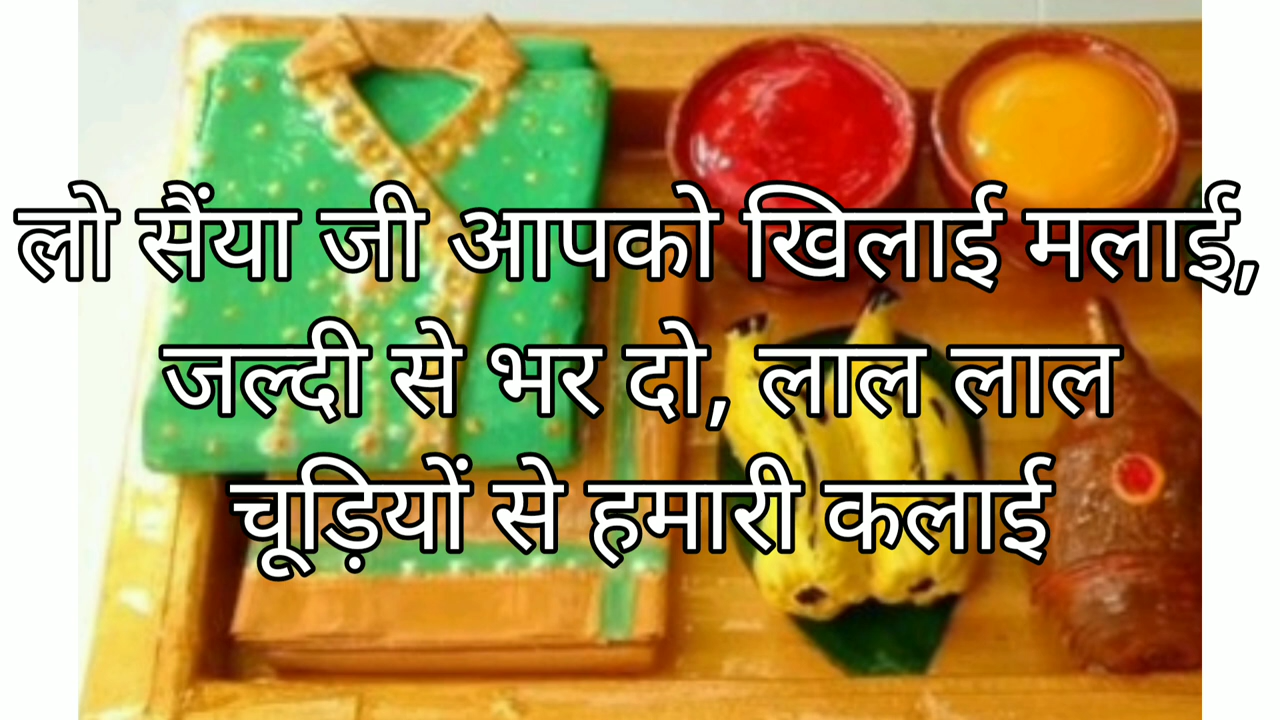 लो सैंया जी आपको खिलाई मलाई,
जल्दी से भर दो, लाल लाल
चूड़ियों से हमारी कलाई